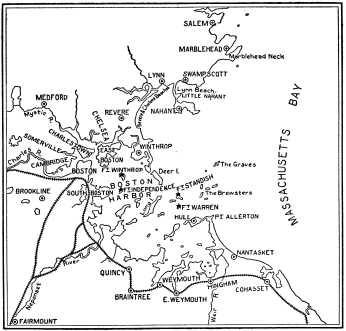 SALEM
MARBLEHEAD
Marblehead Neck
LYNN
SWAMPSCOTT
Lynn Beach
LITTLE NAHANT
NAHANT
MEDFORD
Mystic R.
CHELSEA
REVERE
SOMERVILLE
CHARLESTOWN
Charles R.
CAMBRIDGE
EAST
BOSTON
WINTHROP
Deer I.
The Graves
BOSTON
FT WINTHROP
BOSTON
HARBOR
FT INDEPENDENCE
FT STANDISH
The Brewsters
BROOKLINE
SOUTH BOSTON
FT WARREN
HULL
PT ALLERTON
MASSACHUSETTS BAY
NANTASKET
Neponset
River
QUINCY
WEYMOUTH
HINGHAM
COHASSET
BRAINTREE
E. WEYMOUTH
Weir R.
FAIRMOUNT